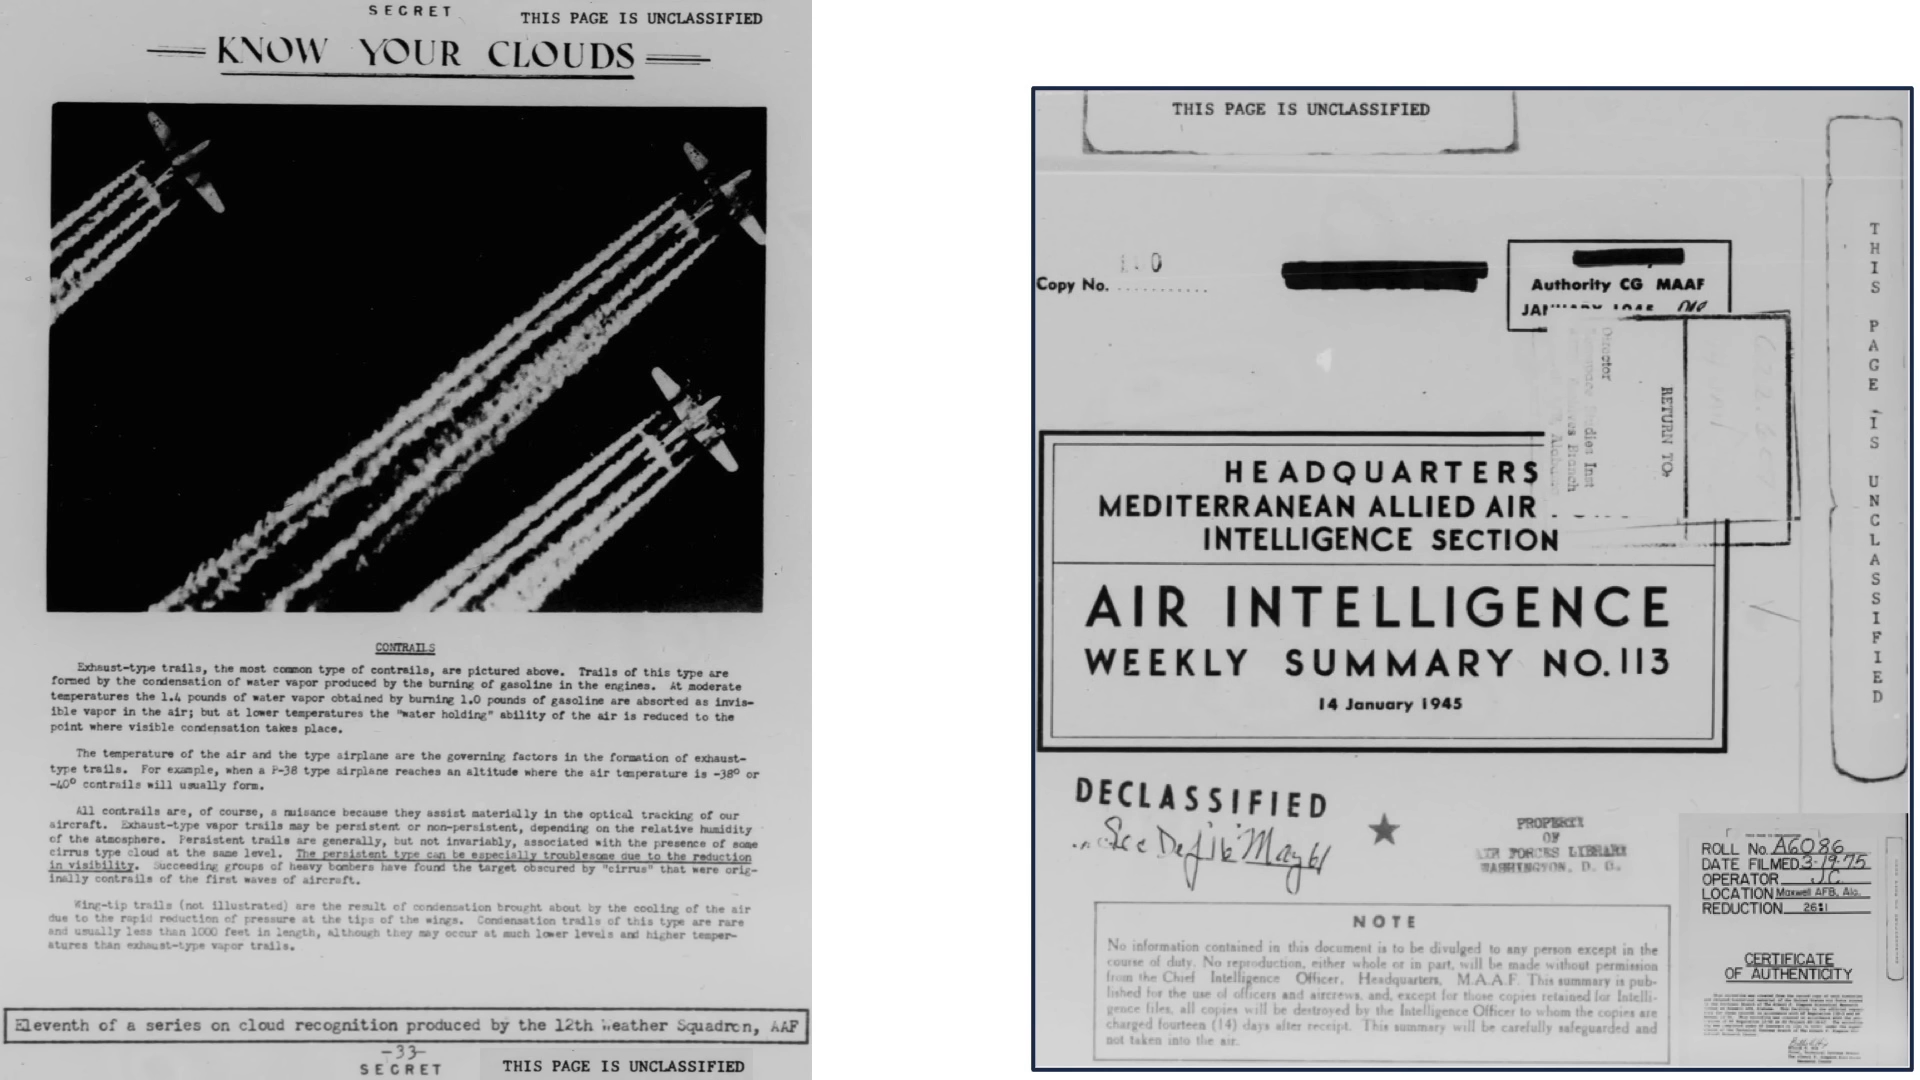 SECRET
THIS PAGE IS UNCLASSIFIED
KNOW YOUR CLOUDS
CONTRAILS
Exhaust-type trails, the most common type of contrails, are pictured above. Trails of this type are
formed by the condensation of water vapor produced by the burning of gasoline in the engines. At moderate
temperatures the 1.4 pounds of water vapor obtained by burning 1.0 pounds of gasoline are absorted as invis-
ible vapor in the air; but at lower temperatures the "water holding" ability of the air is reduced to the
point where visible condensation takes place.
The temperature of the air and the type airplane are the governing factors in the formation of exhaust-
type trails. For example, when a P-38 type airplane reaches an altitude where the air temperature is -38° or
-40° contrails will usually form.
All contrails are, of course, a nuisance because they assist materially in the optical tracking of our
aircraft. Exhaust-type vapor trails may be persistent or non-persistent, depending on the relative humidity
of the atmosphere. Persistent trails are generally, but not invariably, associated with the presence of some
cirrus type cloud at the same level. The persistent type can be especially troublesome due to the reduction
in visibility. Succeeding groups of heavy bombers have found the target obscured by "cirrus" that were orig-
inally contrails of the first waves of aircraft.
Wing-tip trails (not illustrated) are the result of condensation brought about by the cooling of the air
due to the rapid reduction of pressure at the tips of the wings. Condensation trails of this type are rare
and usually less than 1000 feet in length, although they may occur at much lower levels and higher temper-
atures than exhaust-type vapor trails.
Eleventh of a series on cloud recognition produced by the 12th Weather Squadron, AAF
-33-
SECRET
THIS PAGE IS UNCLASSIFIED
THIS PAGE IS UNCLASSIFIED
Copy No.
Authority CG MAAF
JANUARY 1945
Director
RETURN TO:
HEADQUARTERS
MEDITERRANEAN ALLIED AIR
INTELLIGENCE SECTION
AIR INTELLIGENCE
WEEKLY SUMMARY NO. 113
14 January 1945
THIS PAGE IS UNCLASSIFIED
DECLASSIFIED
PROPERTY
OF
AIR FORCES LIBRARY
WASHINGTON, D. C.
NOTE
No information contained in this document is to be divulged to any person except in the
course of duty. No reproduction, either whole or in part, will be made without permission
from the Chief Intelligence Officer, Headquarters, M.A.A.F. This summary is pub-
lished for the use of officers and aircrews, and, except for those copies retained for Intelli-
gence files, all copies will be destroyed by the Intelligence Officer to whom the copies are
charged fourteen (14) days after receipt. This summary will be carefully safeguarded and
not taken into the air.
ROLL No. A6086
DATE FILMED 3-19-75
OPERATOR J.C.
LOCATION Maxwell AFB, Ala.
REDUCTION 26:1
CERTIFICATE
OF AUTHENTICITY